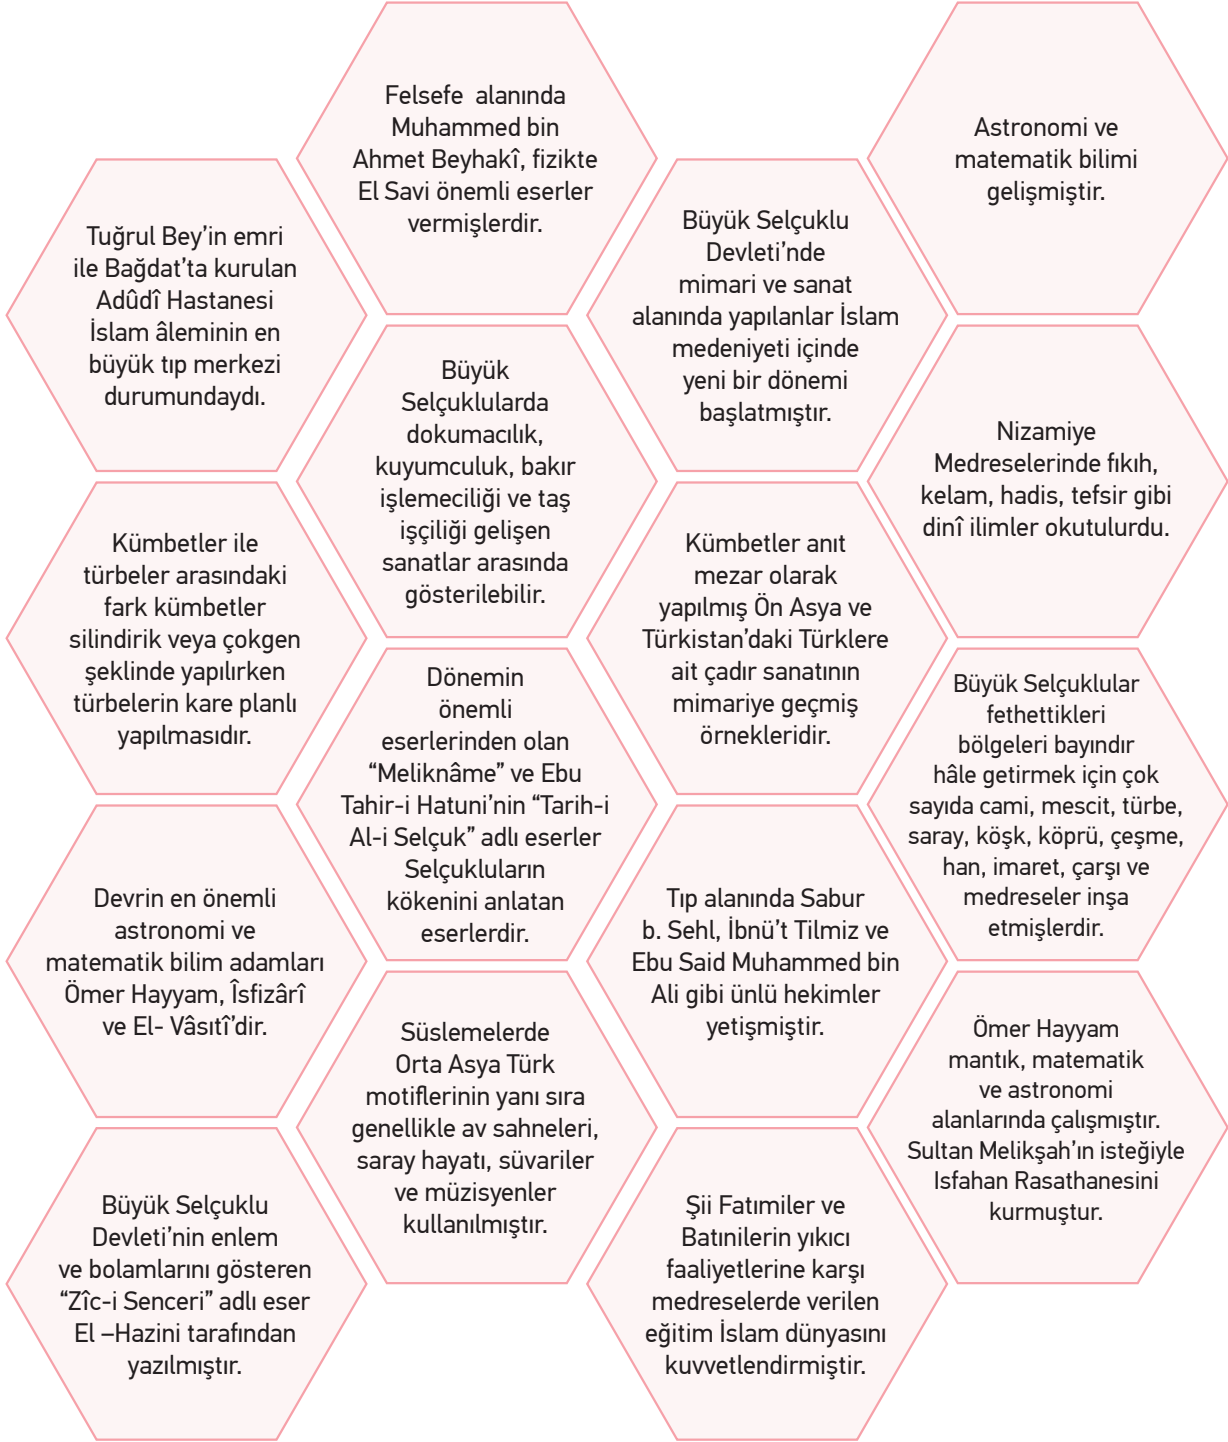 Felsefe alanında
Muhammed bin
Ahmet Beyhakî, fizikte
El Savi önemli eserler
vermişlerdir.
Astronomi ve
matematik bilimi
gelişmiştir.
Tuğrul Bey’in emri
ile Bağdat’ta kurulan
Adûdî Hastanesi
İslam âleminin en
büyük tıp merkezi
durumundaydı.
Büyük Selçuklu
Devleti’nde
mimari ve sanat
alanında yapılanlar İslam
medeniyeti içinde
yeni bir dönemi
başlatmıştır.
Büyük
Selçuklularda
dokumacılık,
kuyumculuk, bakır
işlemeciliği ve taş
işçiliği gelişen
sanatlar arasında
gösterilebilir.
Nizamiye
Medreselerinde fıkıh,
kelam, hadis, tefsir gibi
dinî ilimler okutulurdu.
Kümbetler ile
türbeler arasındaki
fark kümbetler
silindirik veya çokgen
şeklinde yapılırken
türbelerin kare planlı
yapılmasıdır.
Kümbetler anıt
mezar olarak
yapılmış Ön Asya ve
Türkistan’daki Türklere
ait çadır sanatının
mimariye geçmiş
örnekleridir.
Dönemin
önemli
eserlerinden olan
“Meliknâme” ve Ebu
Tahir-i Hatuni’nin “Tarih-i
Al-i Selçuk” adlı eserler
Selçukluların
kökenini anlatan
eserlerdir.
Büyük Selçuklular
fethettikleri
bölgeleri bayındır
hâle getirmek için çok
sayıda cami, mescit, türbe,
saray, köşk, köprü, çeşme,
han, imaret, çarşı ve
medreseler inşa
etmişlerdir.
Devrin en önemli
astronomi ve
matematik bilim adamları
Ömer Hayyam, Îsfizârî
ve El- Vâsıtî’dir.
Tıp alanında Sabur
b. Sehl, İbnü’t Tilmiz ve
Ebu Said Muhammed bin
Ali gibi ünlü hekimler
yetişmiştir.
Süslemelerde
Orta Asya Türk
motiflerinin yanı sıra
genellikle av sahneleri,
saray hayatı, süvariler
ve müzisyenler
kullanılmıştır.
Ömer Hayyam
mantık, matematik
ve astronomi
alanlarında çalışmıştır.
Sultan Melikşah’ın isteğiyle
Isfahan Rasathanesini
kurmuştur.
Büyük Selçuklu
Devleti’nin enlem
ve bolamlarını gösteren
“Zîc-i Senceri” adlı eser
El –Hazini tarafından
yazılmıştır.
Şii Fatımiler ve
Batınilerin yıkıcı
faaliyetlerine karşı
medreselerde verilen
eğitim İslam dünyasını
kuvvetlendirmiştir.